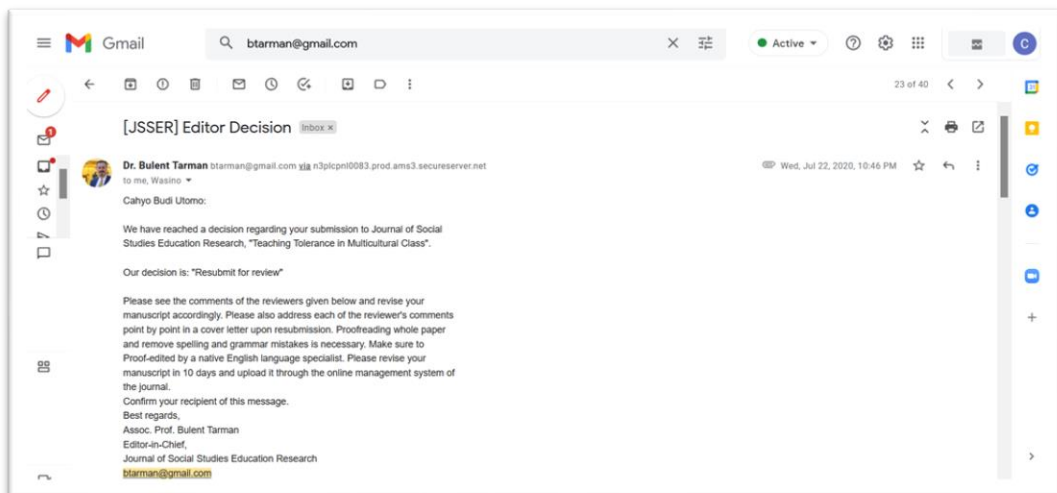 Gmail
btarman@gmail.com
Active
C
23 of 40
1
31
[JSSER] Editor Decision Inbox ×
Dr. Bulent Tarman btarman@gmail.com via n3plcpnl0083.prod.ams3.secureserver.net
Wed, Jul 22, 2020, 10:46 PM
to me, Wasino
Cahyo Budi Utomo:
We have reached a decision regarding your submission to Journal of Social
Studies Education Research, "Teaching Tolerance in Multicultural Class".
Our decision is: "Resubmit for review"
Please see the comments of the reviewers given below and revise your
manuscript accordingly. Please also address each of the reviewer's comments
point by point in a cover letter upon resubmission. Proofreading whole paper
and remove spelling and grammar mistakes is necessary. Make sure to
Proof-edited by a native English language specialist. Please revise your
manuscript in 10 days and upload it through the online management system of
the journal.
Confirm your recipient of this message.
Best regards,
Assoc. Prof. Bulent Tarman
Editor-in-Chief,
Journal of Social Studies Education Research
btarman@gmail.com